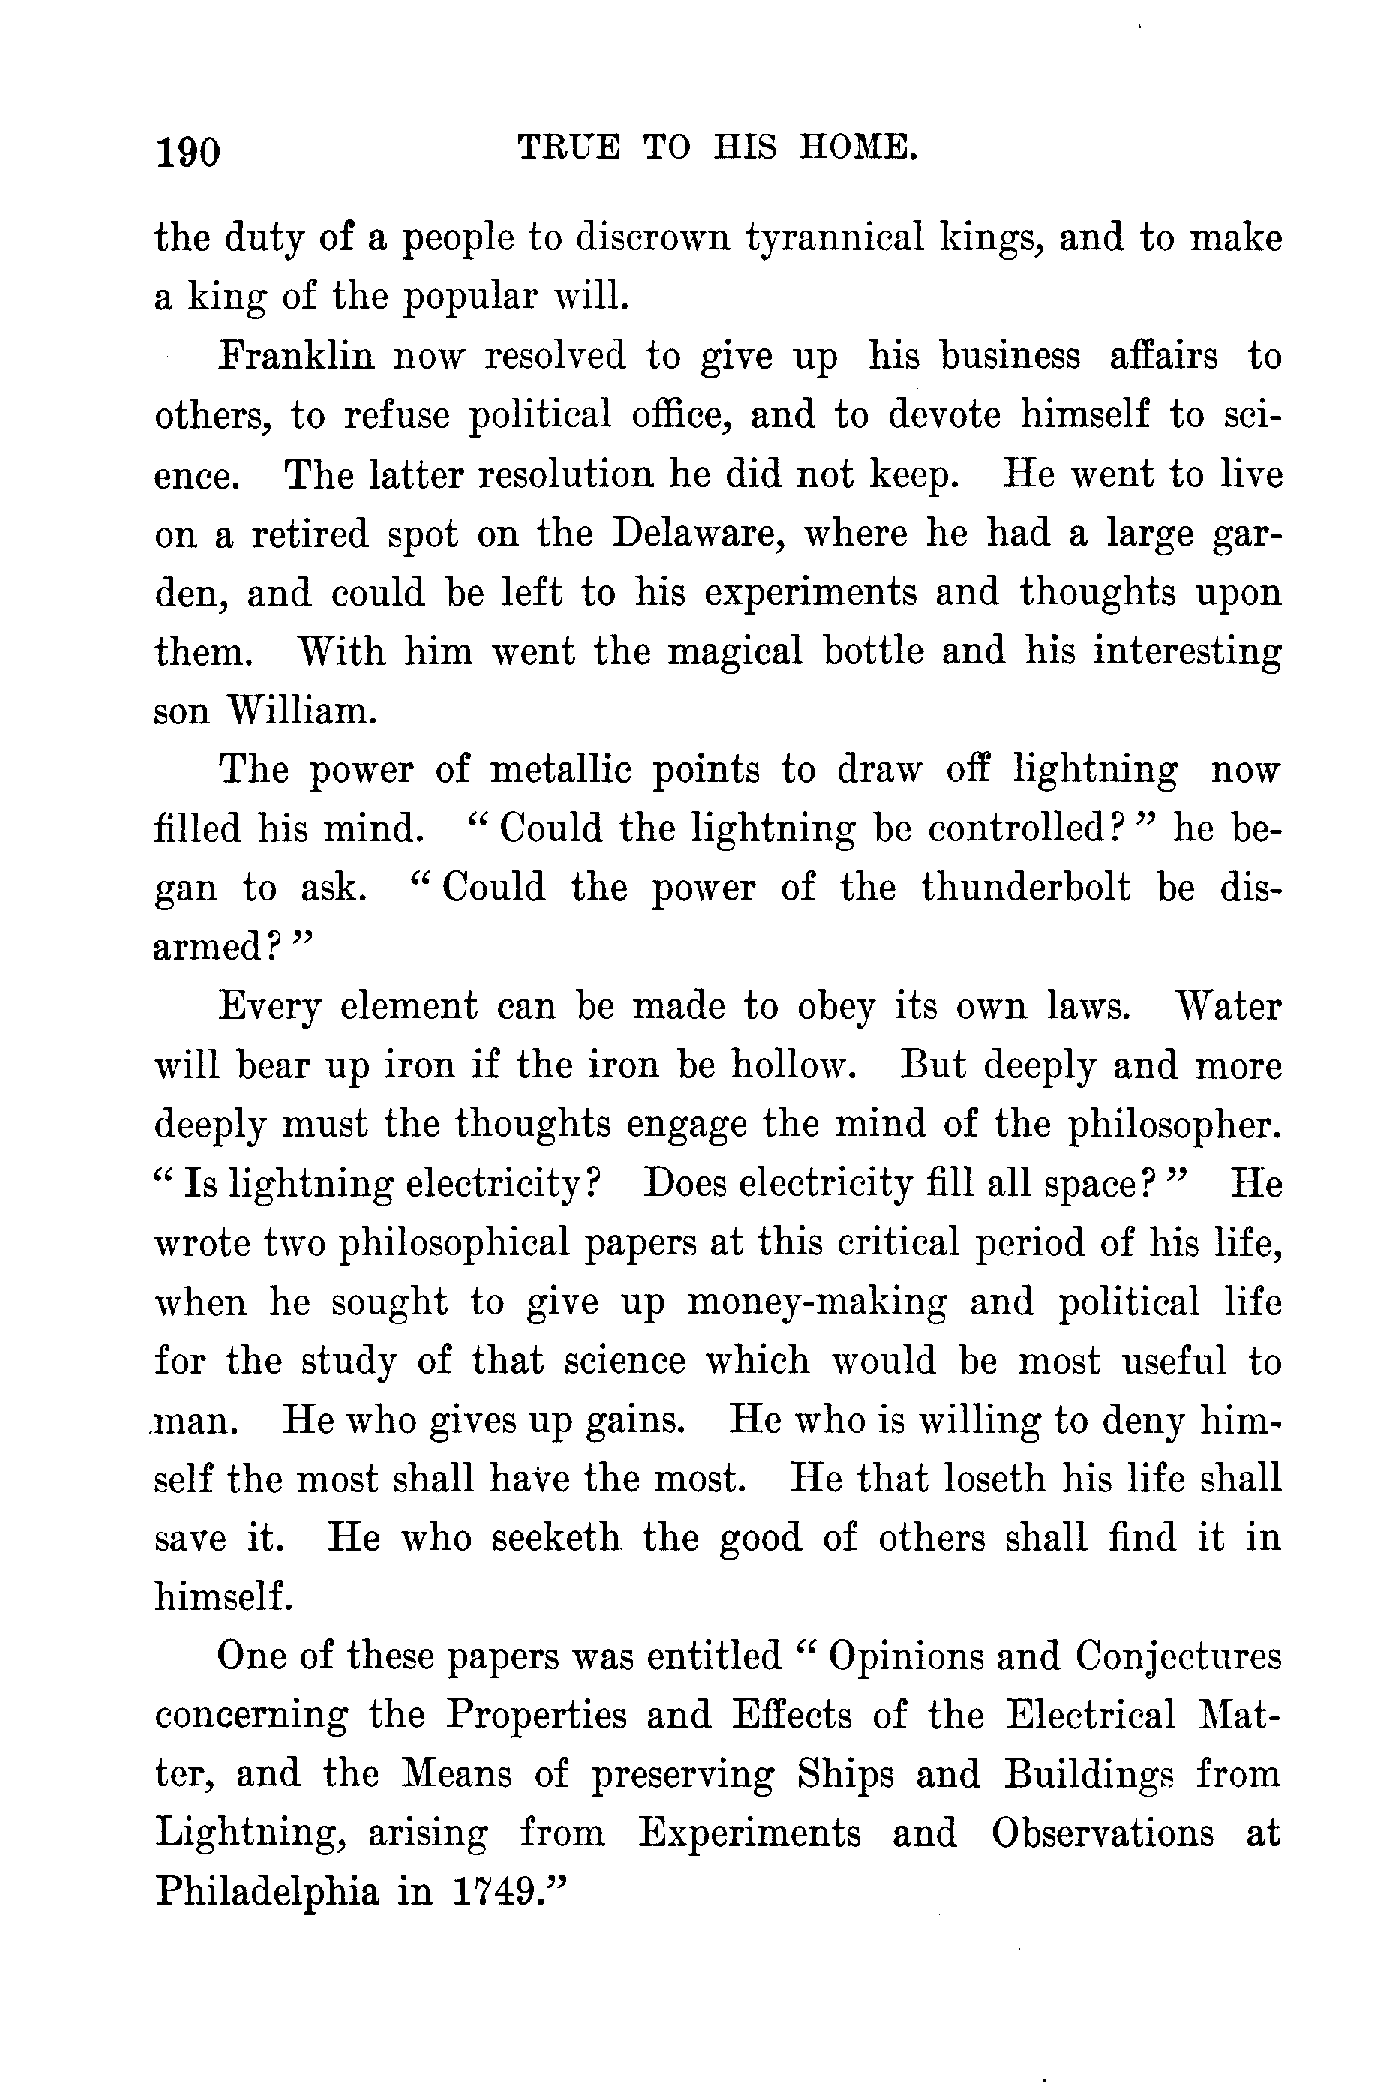 190 TRUE TO HIS HOME.
the duty of a people to discrown tyrannical kings, and to make
a king of the popular will.
Franklin now resolved to give up his business affairs to
others, to refuse political office, and to devote himself to sci-
ence. The latter resolution he did not keep. He went to live
on a retired spot on the Delaware, where he had a large gar-
den, and could be left to his experiments and thoughts upon
them. With him went the magical bottle and his interesting
son William.
The power of metallic points to draw off lightning now
filled his mind. “ Could the lightning be controlled? ” he be-
gan to ask. “ Could the power of the thunderbolt be dis-
armed? ”
Every element can be made to obey its own laws. Water
will bear up iron if the iron be hollow. But deeply and more
deeply must the thoughts engage the mind of the philosopher.
“ Is lightning electricity? Does electricity fill all space? ” He
wrote two philosophical papers at this critical period of his life,
when he sought to give up money-making and political life
for the study of that science which would be most useful to
man. He who gives up gains. He who is willing to deny him-
self the most shall have the most. He that loseth his life shall
save it. He who seeketh the good of others shall find it in
himself.
One of these papers was entitled “ Opinions and Conjectures
concerning the Properties and Effects of the Electrical Mat-
ter, and the Means of preserving Ships and Buildings from
Lightning, arising from Experiments and Observations at
Philadelphia in 1749.”